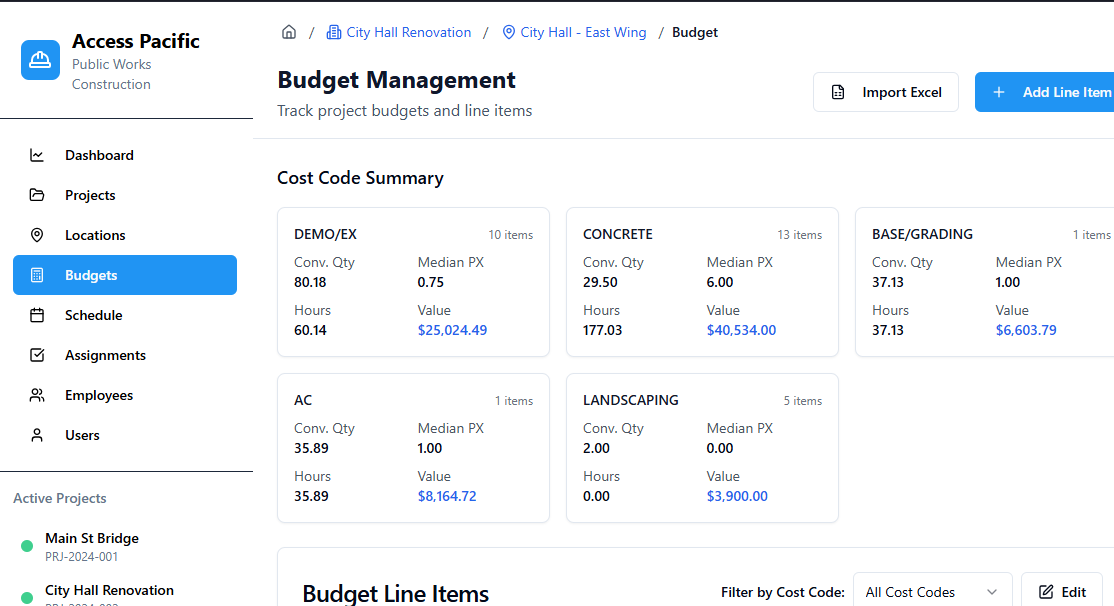 Access Pacific
Public Works
Construction
Dashboard
Projects
Locations
Budgets
Schedule
Assignments
Employees
Users
Active Projects
Main St Bridge
PRJ-2024-001
City Hall Renovation
/ City Hall Renovation / City Hall - East Wing / Budget
Budget Management
Track project budgets and line items
Import Excel
+ Add Line Item
Cost Code Summary
DEMO/EX 10 items
Conv. Qty Median PX
80.18 0.75
Hours Value
60.14 $25,024.49
CONCRETE 13 items
Conv. Qty Median PX
29.50 6.00
Hours Value
177.03 $40,534.00
BASE/GRADING 1 items
Conv. Qty Median PX
37.13 1.00
Hours Value
37.13 $6,603.79
AC 1 items
Conv. Qty Median PX
35.89 1.00
Hours Value
35.89 $8,164.72
LANDSCAPING 5 items
Conv. Qty Median PX
2.00 0.00
Hours Value
0.00 $3,900.00
Budget Line Items
Filter by Cost Code: All Cost Codes
Edit